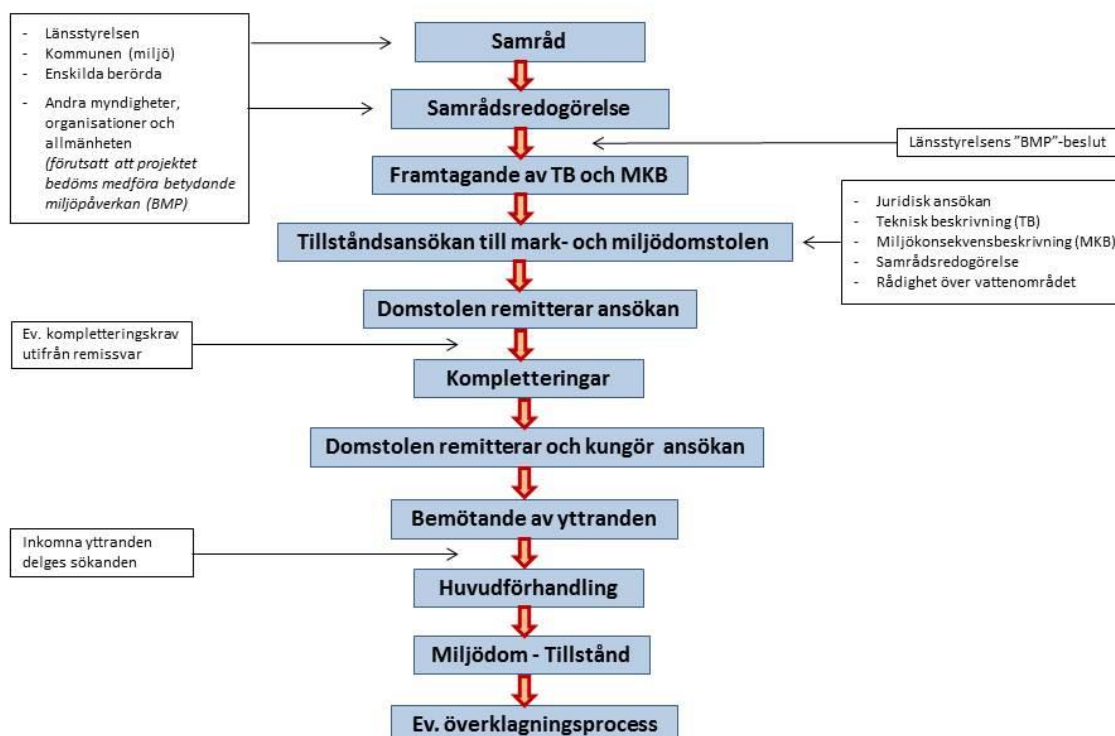 - Länsstyrelsen
- Kommunen (miljö)
- Enskilda berörda
- Andra myndigheter,
organisationer och
allmänheten
(förutsatt att projektet
bedöms medföra betydande
miljöpåverkan (BMP)
Samråd
Samrådsredogörelse
Länsstyrelsens ”BMP”-beslut
Framtagande av TB och MKB
- Juridisk ansökan
- Teknisk beskrivning (TB)
- Miljökonsekvensbeskrivning (MKB)
- Samrådsredogörelse
- Rådighet över vattenområdet
Tillståndsansökan till mark- och miljödomstolen
Domstolen remitterar ansökan
Ev. kompletteringskrav
utifrån remissvar
Kompletteringar
Domstolen remitterar och kungör ansökan
Bemötande av yttranden
Inkomna yttranden
delges sökanden
Huvudförhandling
Miljödom - Tillstånd
Ev. överklagningsprocess